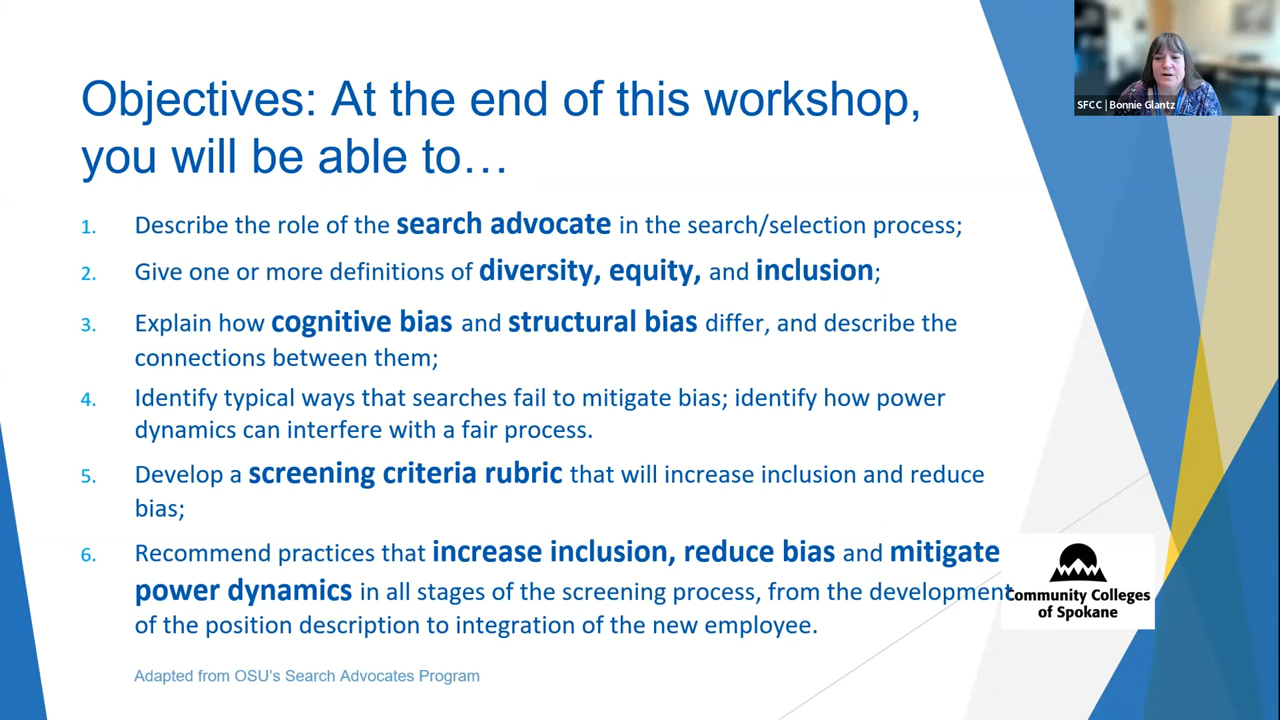 SFCC | Bonnie Glantz
Objectives: At the end of this workshop,
you will be able to…
1. Describe the role of the search advocate in the search/selection process;
2. Give one or more definitions of diversity, equity, and inclusion;
3. Explain how cognitive bias and structural bias differ, and describe the
connections between them;
4. Identify typical ways that searches fail to mitigate bias; identify how power
dynamics can interfere with a fair process.
5. Develop a screening criteria rubric that will increase inclusion and reduce
bias;
6. Recommend practices that increase inclusion, reduce bias and mitigate
power dynamics in all stages of the screening process, from the development
of the position description to integration of the new employee.
Community Colleges
of Spokane
Adapted from OSU's Search Advocates Program